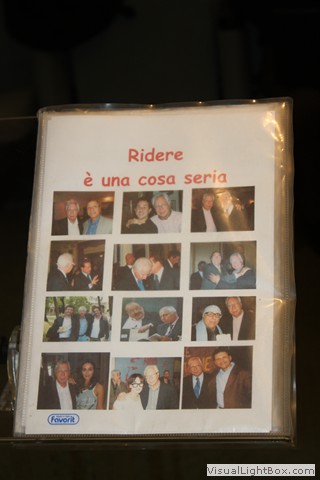 Ridere
è una cosa seria
favorit
VisualLightBox.com